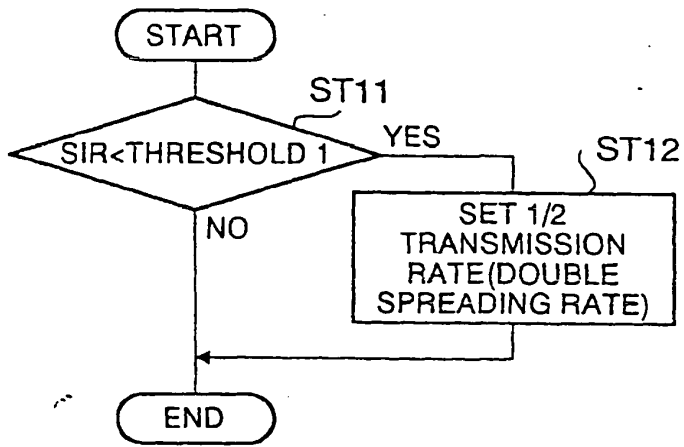 START
ST11
SIR<THRESHOLD 1
YES
ST12
SET 1/2
TRANSMISSION
RATE(DOUBLE
SPREADING RATE)
NO
END